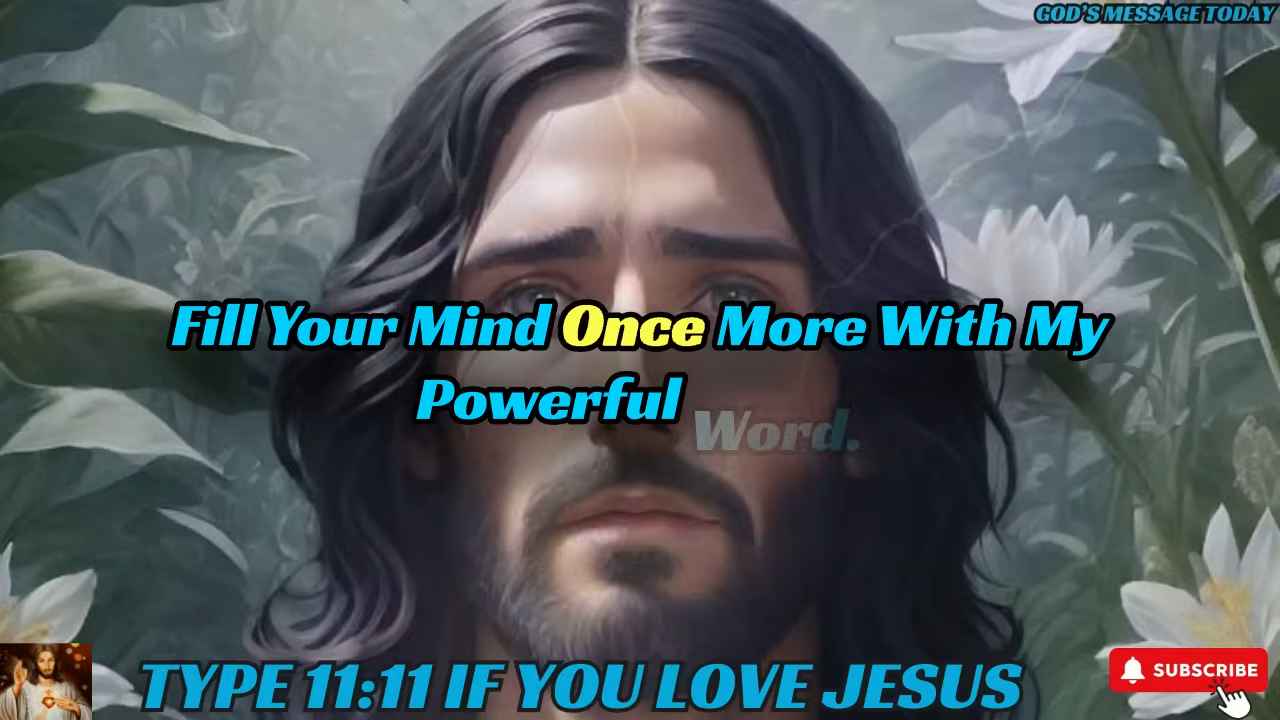 GOD'S MESSAGE TODAY
Fill Your Mind Once More With My
Powerful Word.
TYPE 11:11 IF YOU LOVE JESUS
SUBSCRIBE